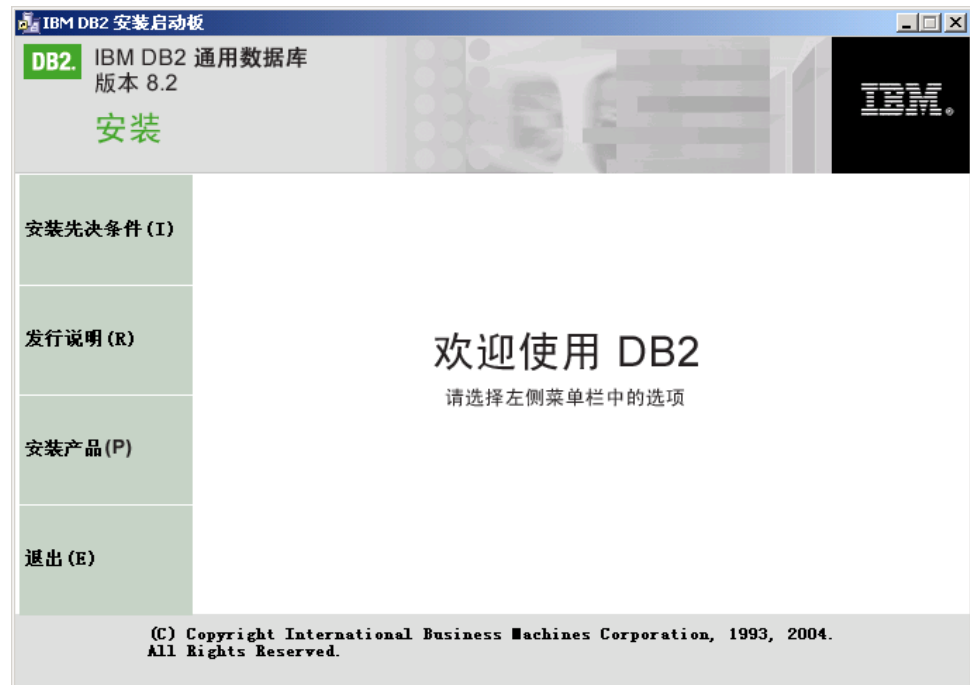 IBM DB2 安装启动板
DB2.
IBM DB2 通用数据库
版本 8.2
安装
IBM®
安装先决条件(I)
发行说明(R)
安装产品(P)
退出(E)
欢迎使用 DB2
请选择左侧菜单栏中的选项
(C) Copyright International Business Machines Corporation, 1993, 2004.
All Rights Reserved.